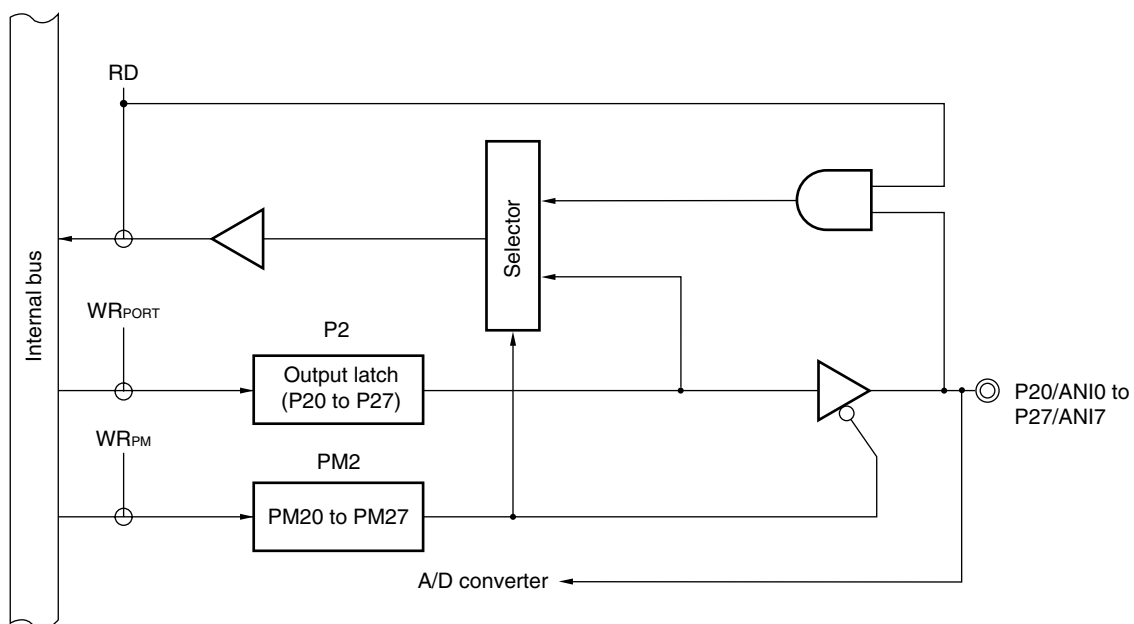 RD
Internal bus
Selector
WRPORT
P2
Output latch
(P20 to P27)
P20/ANI0 to
P27/ANI7
WRPM
PM2
PM20 to PM27
A/D converter